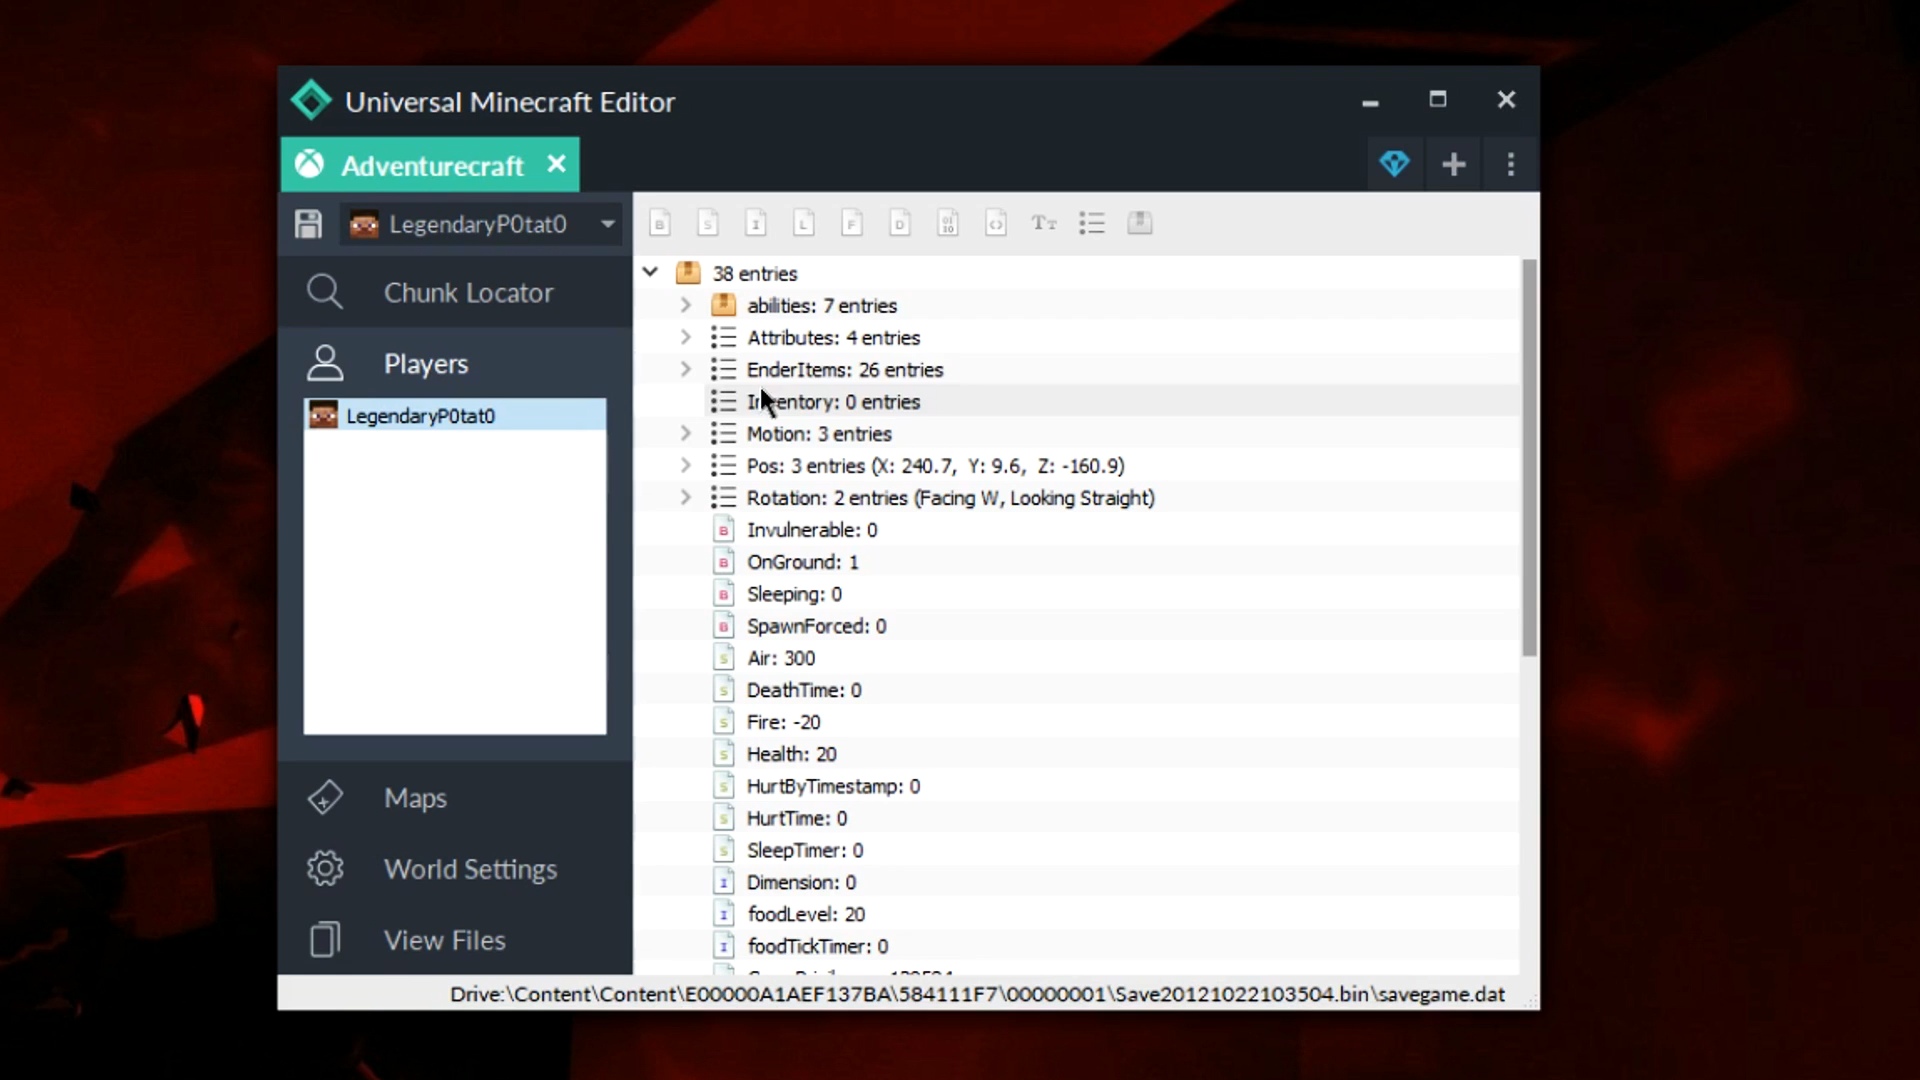 Universal Minecraft Editor
Adventurecraft
LegendaryP0tat0
B S I L F D 01 10 <> TT
Chunk Locator
Players
LegendaryP0tat0
Maps
World Settings
View Files
38 entries
abilities: 7 entries
Attributes: 4 entries
EnderItems: 26 entries
Inventory: 0 entries
Motion: 3 entries
Pos: 3 entries (X: 240.7, Y: 9.6, Z: -160.9)
Rotation: 2 entries (Facing W, Looking Straight)
B Invulnerable: 0
B OnGround: 1
B Sleeping: 0
B SpawnForced: 0
S Air: 300
S DeathTime: 0
S Fire: -20
S Health: 20
S HurtByTimestamp: 0
S HurtTime: 0
S SleepTimer: 0
I Dimension: 0
I foodLevel: 20
I foodTickTimer: 0
Drive:\Content\Content\E00000A1AEF137BA\584111F7\00000001\Save20121022103504.bin\savegame.dat